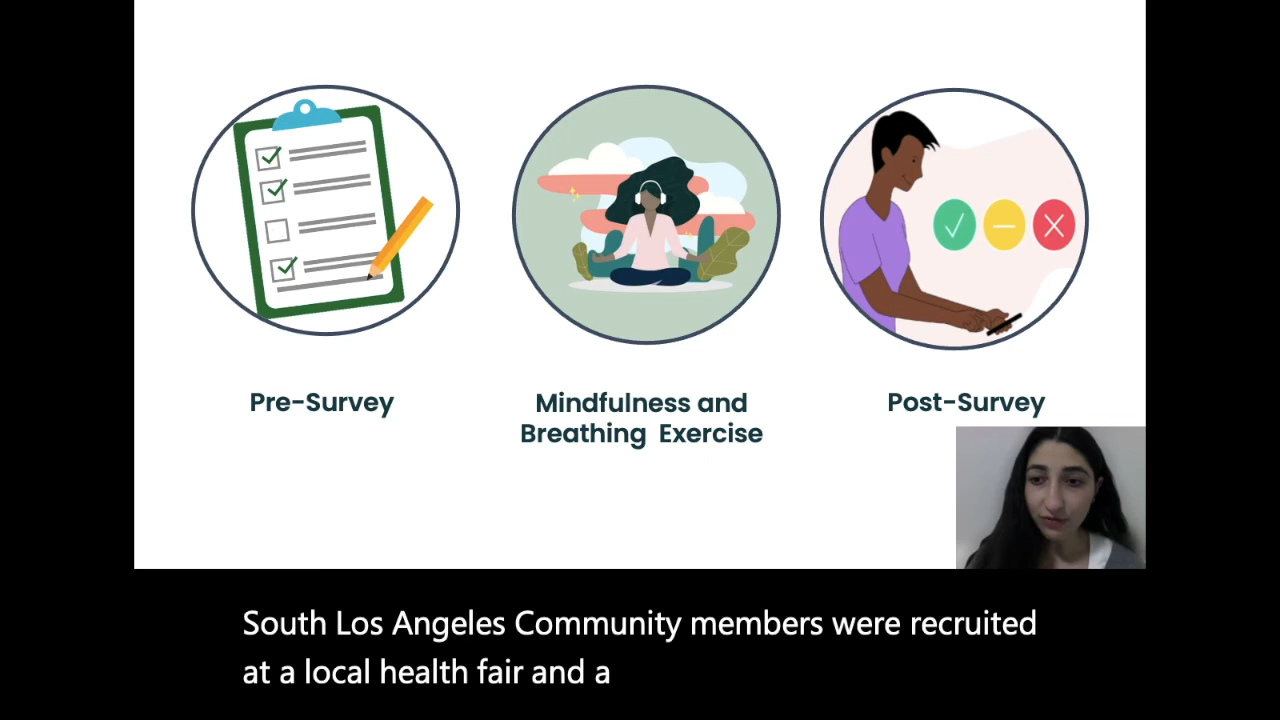 Pre-Survey
Mindfulness and
Breathing Exercise
Post-Survey
South Los Angeles Community members were recruited
at a local health fair and a